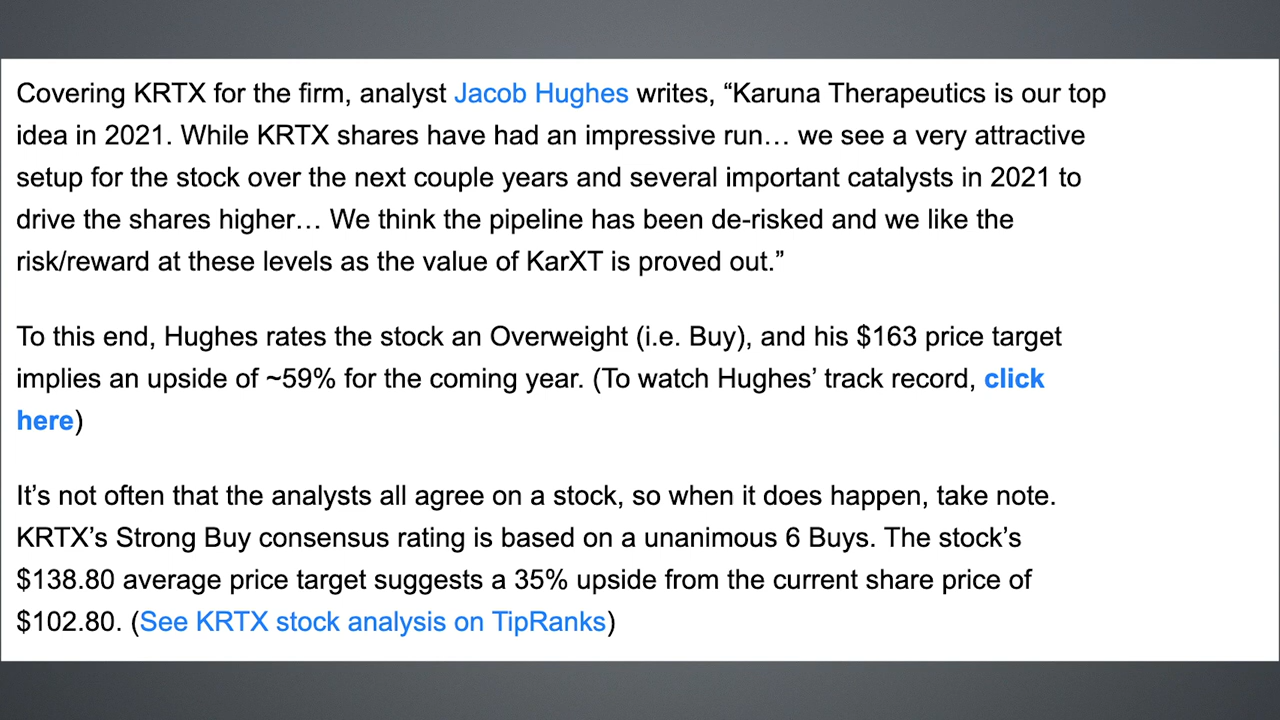 Covering KRTX for the firm, analyst Jacob Hughes writes, “Karuna Therapeutics is our top
idea in 2021. While KRTX shares have had an impressive run… we see a very attractive
setup for the stock over the next couple years and several important catalysts in 2021 to
drive the shares higher… We think the pipeline has been de-risked and we like the
risk/reward at these levels as the value of KarXT is proved out.”
To this end, Hughes rates the stock an Overweight (i.e. Buy), and his $163 price target
implies an upside of ~59% for the coming year. (To watch Hughes’ track record, click
here)
It’s not often that the analysts all agree on a stock, so when it does happen, take note.
KRTX’s Strong Buy consensus rating is based on a unanimous 6 Buys. The stock’s
$138.80 average price target suggests a 35% upside from the current share price of
$102.80. (See KRTX stock analysis on TipRanks)